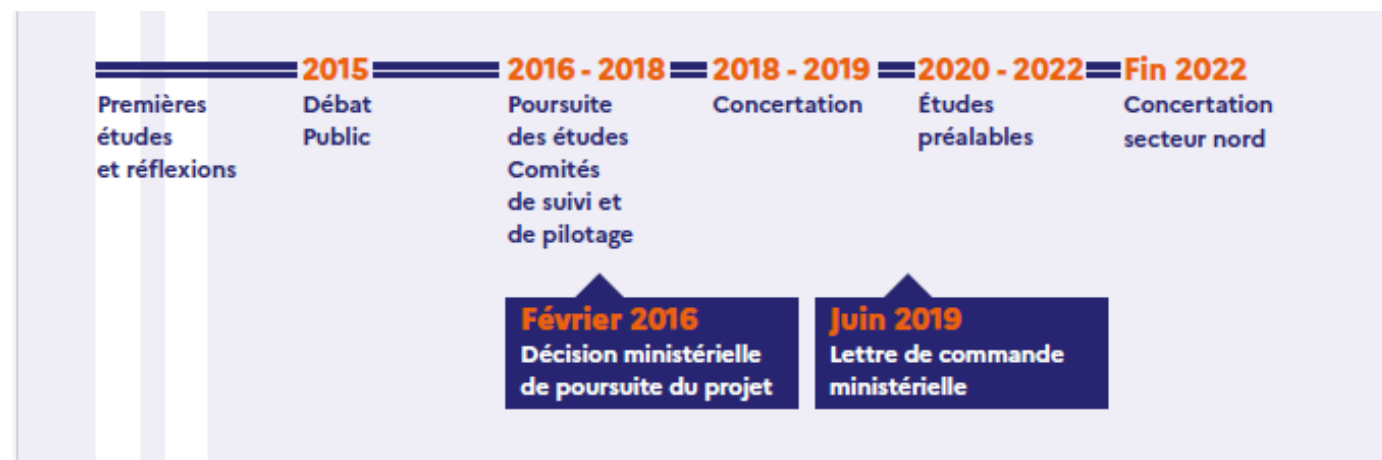 2015
2016 - 2018
2018 - 2019
2020 - 2022
Fin 2022
Premières
études
et réflexions
Débat
Public
Poursuite
des études
Comités
de suivi et
de pilotage
Concertation
Études
préalables
Concertation
secteur nord
Février 2016
Décision ministérielle
de poursuite du projet
Juin 2019
Lettre de commande
ministérielle